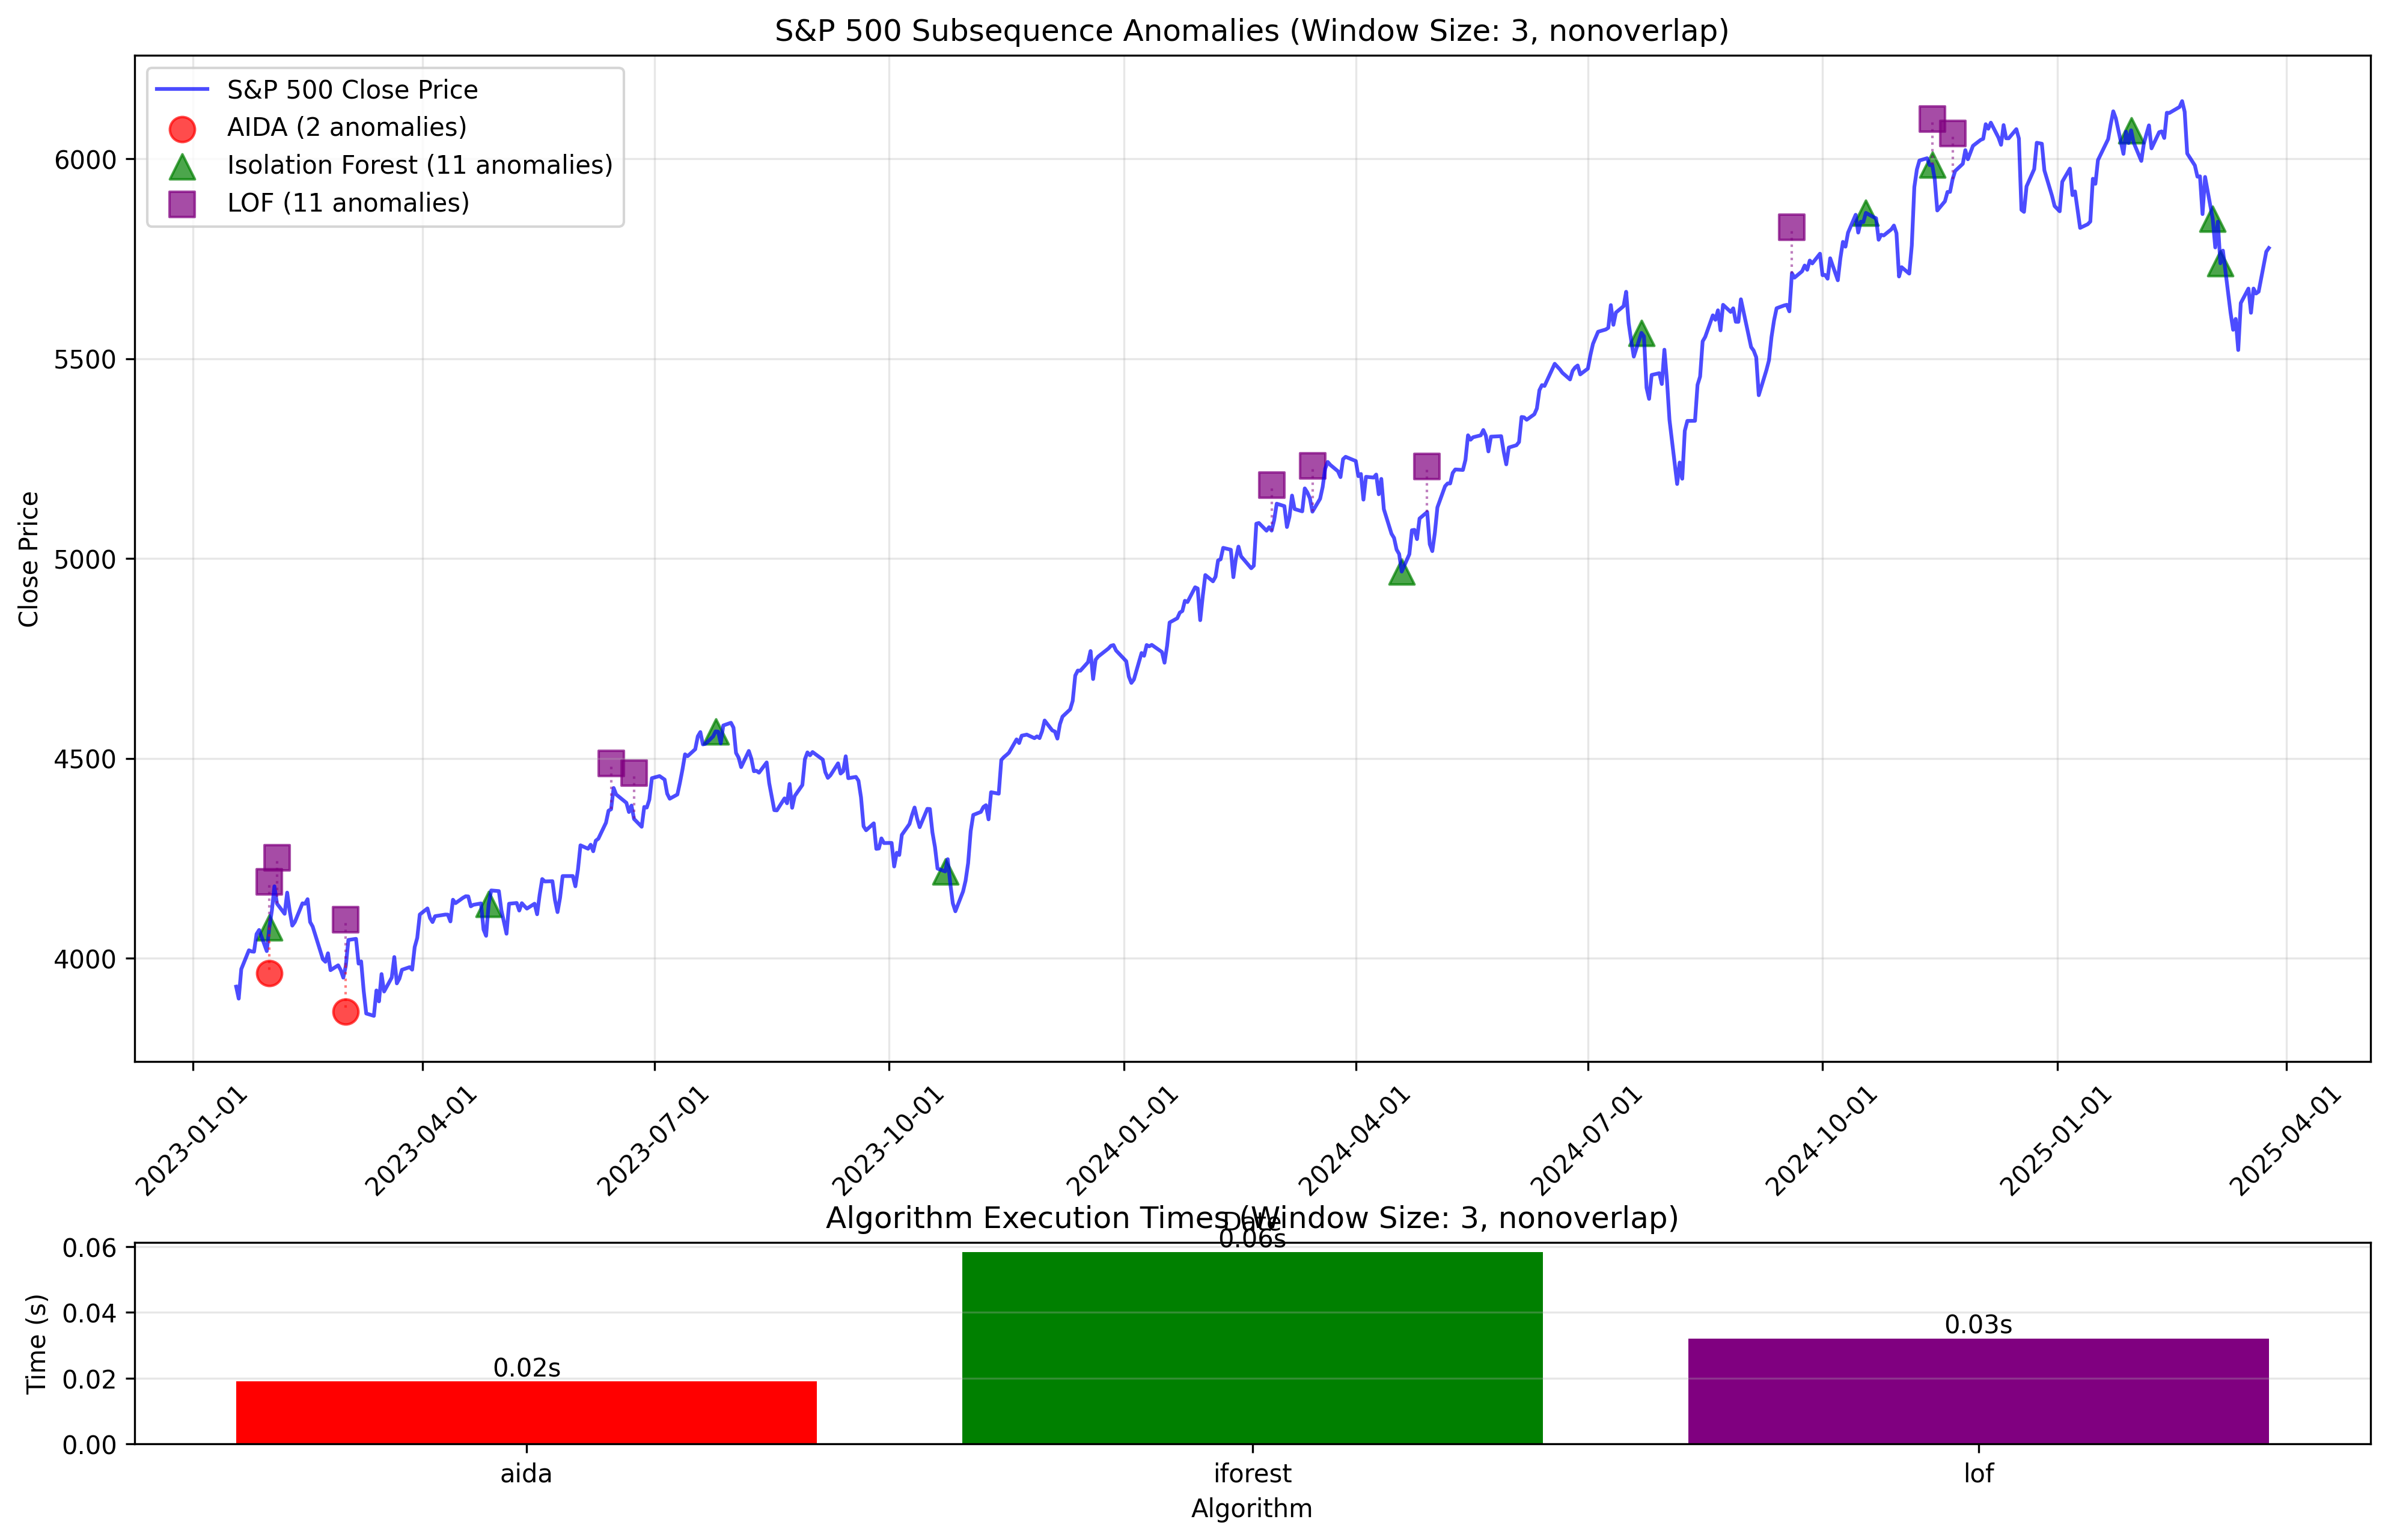 S&P 500 Subsequence Anomalies (Window Size: 3, nonoverlap)
S&P 500 Close Price
AIDA (2 anomalies)
Isolation Forest (11 anomalies)
LOF (11 anomalies)
Close Price
6000
5500
5000
4500
4000
2023-01-01
2023-04-01
2023-07-01
2023-10-01
2024-01-01
2024-04-01
2024-07-01
2024-10-01
2025-01-01
2025-04-01
Date
Algorithm Execution Times (Window Size: 3, nonoverlap)
Time (s)
0.06
0.04
0.02
0.00
0.02s
0.06s
0.03s
aida
iforest
lof
Algorithm